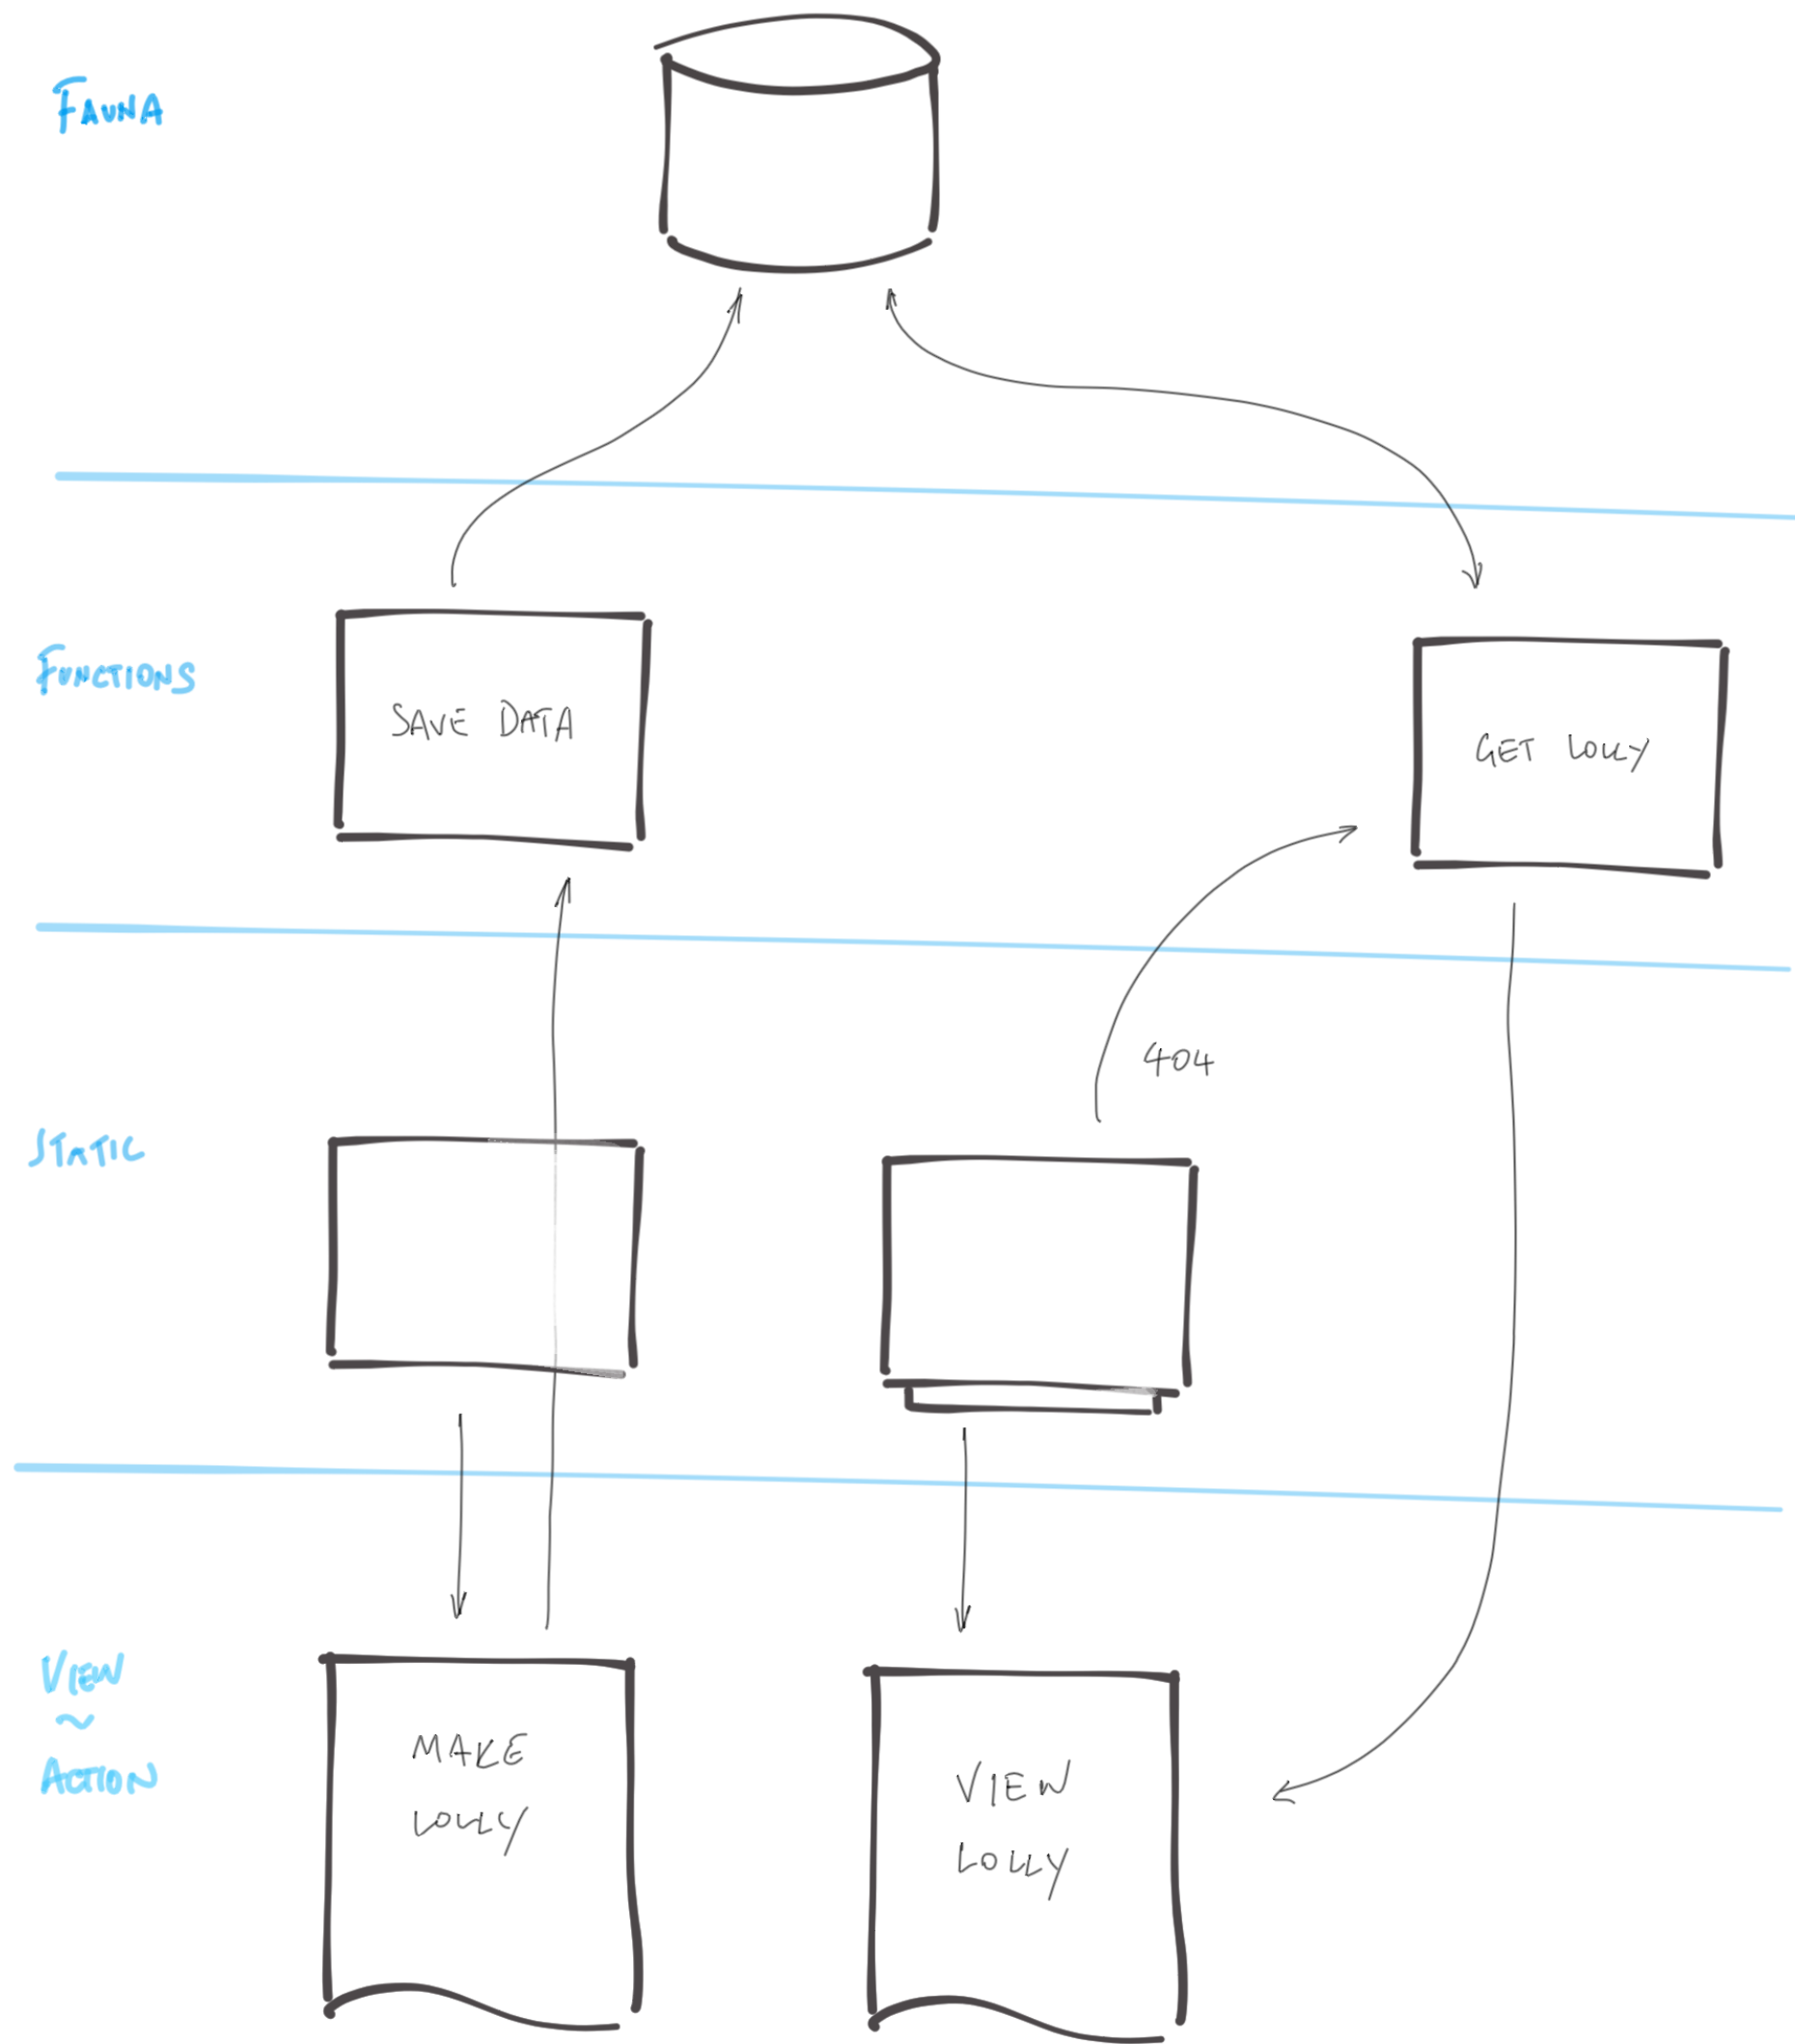 FAUNA
FUNCTIONS
SAVE DATA
GET LOLLY
404
STATIC
VIEW
~
ACTION
MAKE
LOLLY
VIEW
LOLLY